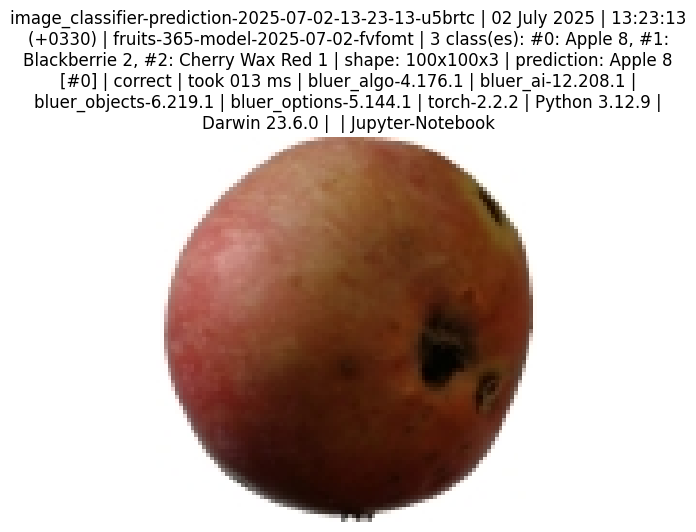 image_classifier-prediction-2025-07-02-13-23-13-u5brtc | 02 July 2025 | 13:23:13
(+0330) | fruits-365-model-2025-07-02-fvfomt | 3 class(es): #0: Apple 8, #1:
Blackberrie 2, #2: Cherry Wax Red 1 | shape: 100x100x3 | prediction: Apple 8
[#0] | correct | took 013 ms | bluer_algo-4.176.1 | bluer_ai-12.208.1 |
bluer_objects-6.219.1 | bluer_options-5.144.1 | torch-2.2.2 | Python 3.12.9 |
Darwin 23.6.0 |  | Jupyter-Notebook